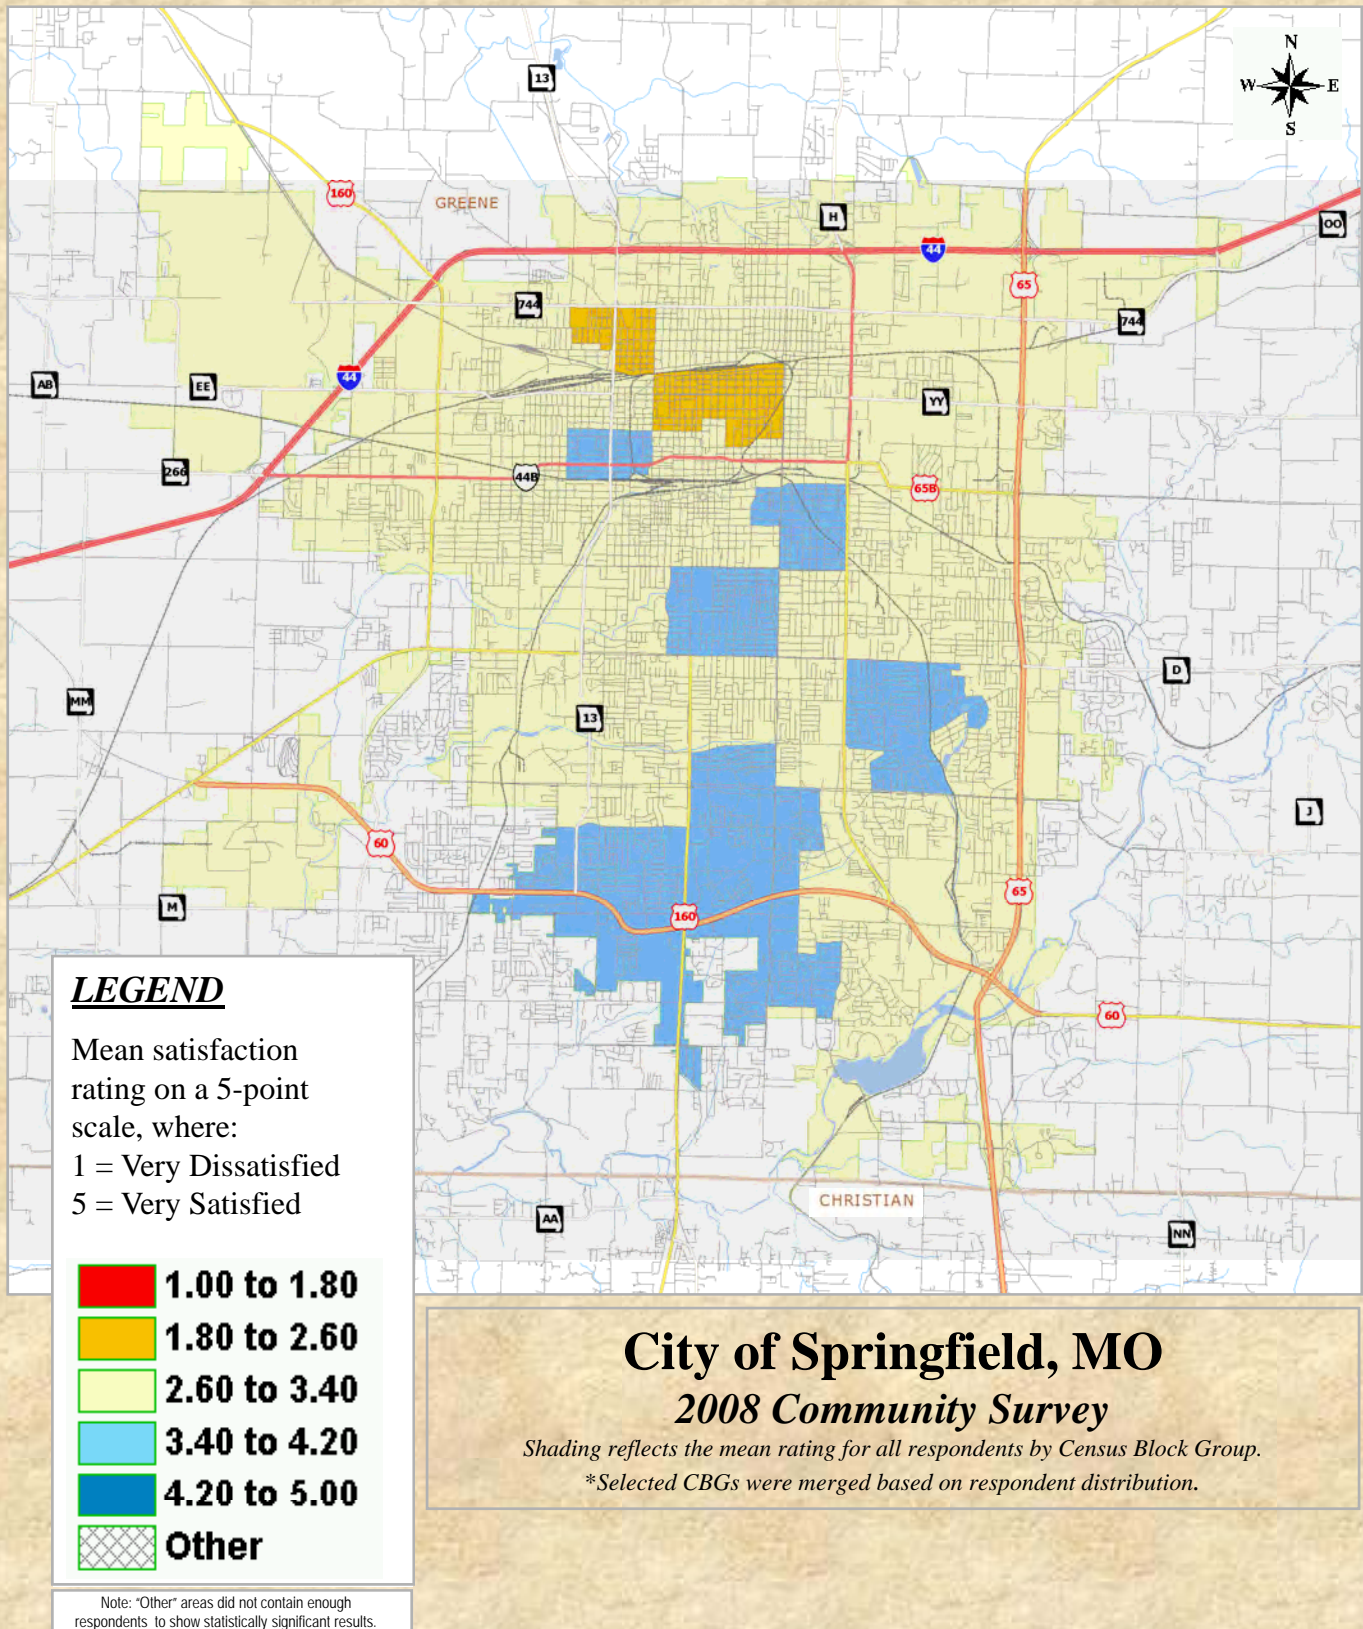 N
W E
S
13
160
GREENE
H
OO
44
65
744
744
44
AB
EE
YY
266
44B
65B
D
MM
13
J
60
65
M
160
60
CHRISTIAN
AA
NN
LEGEND
Mean satisfaction
rating on a 5-point
scale, where:
1 = Very Dissatisfied
5 = Very Satisfied
1.00 to 1.80
1.80 to 2.60
2.60 to 3.40
3.40 to 4.20
4.20 to 5.00
Other
Note: "Other" areas did not contain enough
respondents to show statistically significant results.
City of Springfield, MO
2008 Community Survey
Shading reflects the mean rating for all respondents by Census Block Group.
*Selected CBGs were merged based on respondent distribution.